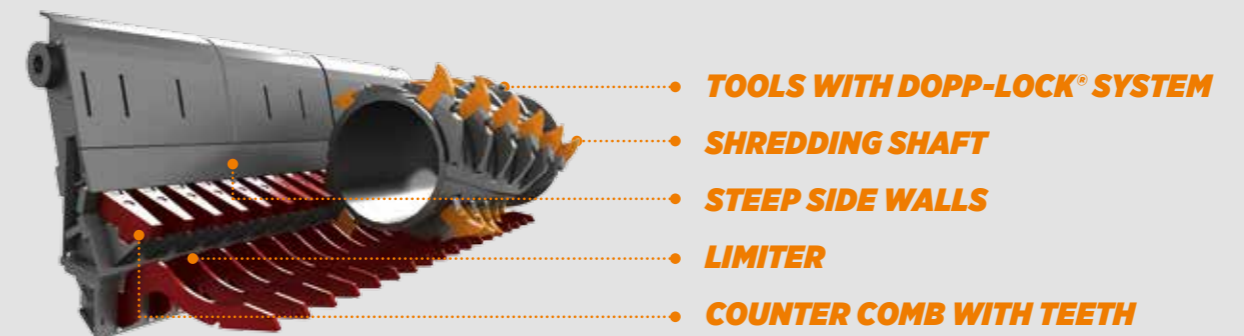 TOOLS WITH DOPP-LOCK® SYSTEM
SHREDDING SHAFT
STEEP SIDE WALLS
LIMITER
COUNTER COMB WITH TEETH